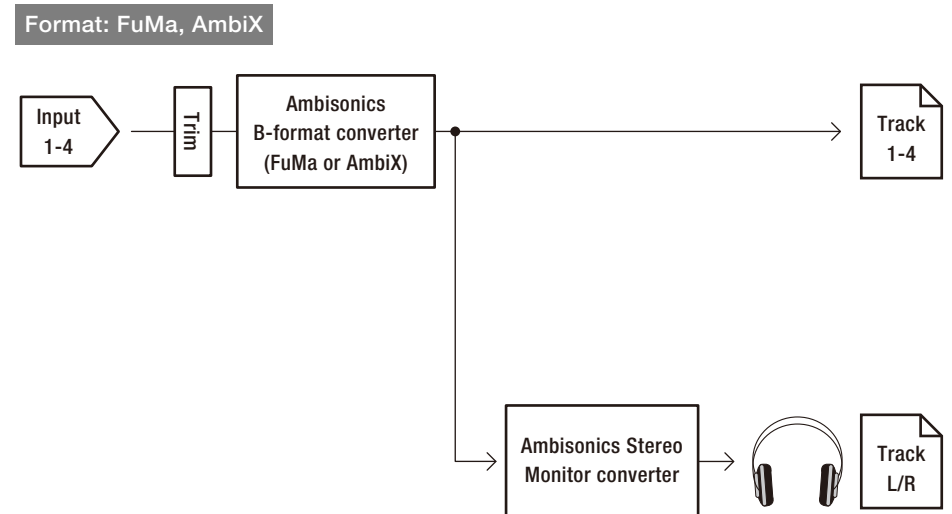 Format: FuMa, AmbiX
Input
1-4
Trim
Ambisonics
B-format converter
(FuMa or AmbiX)
Track
1-4
Ambisonics Stereo
Monitor converter
Track
L/R